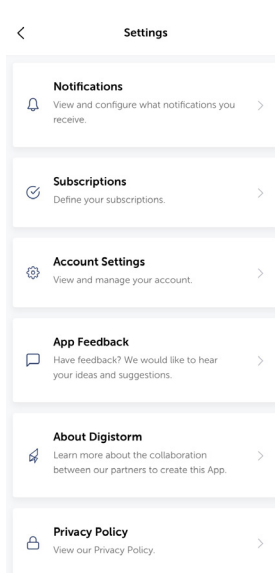 Settings
Notifications
View and configure what notifications you
receive.
Subscriptions
Define your subscriptions.
Account Settings
View and manage your account.
App Feedback
Have feedback? We would like to hear
your ideas and suggestions.
About Digistorm
Learn more about the collaboration
between our partners to create this App.
Privacy Policy
View our Privacy Policy.